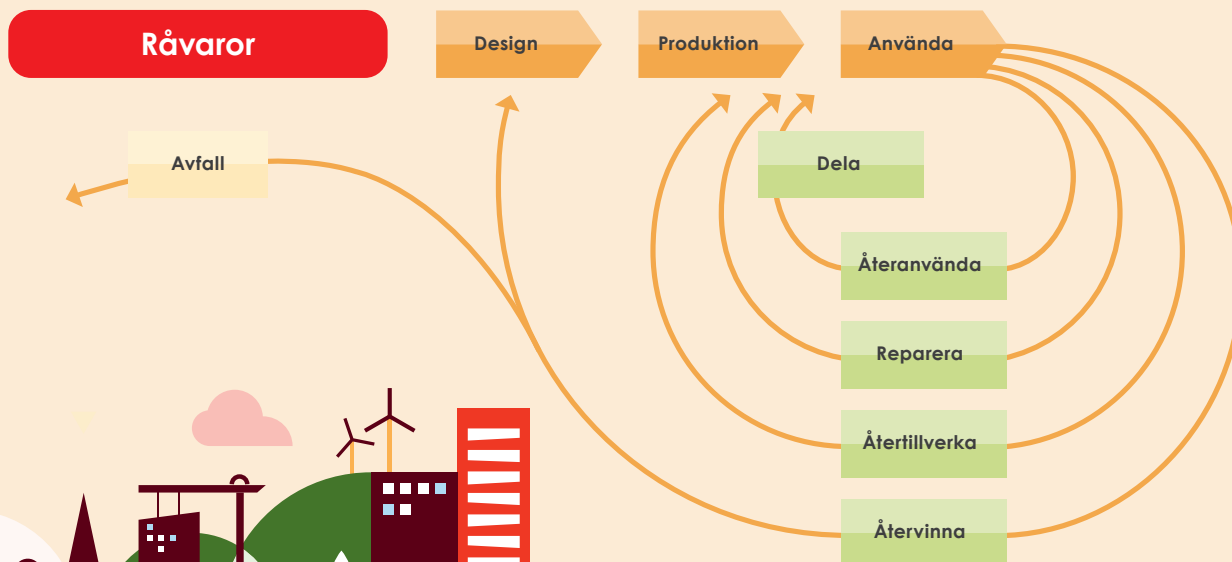 Råvaror
Design
Produktion
Använda
Avfall
Dela
Återanvända
Reparera
Återtillverka
Återvinna